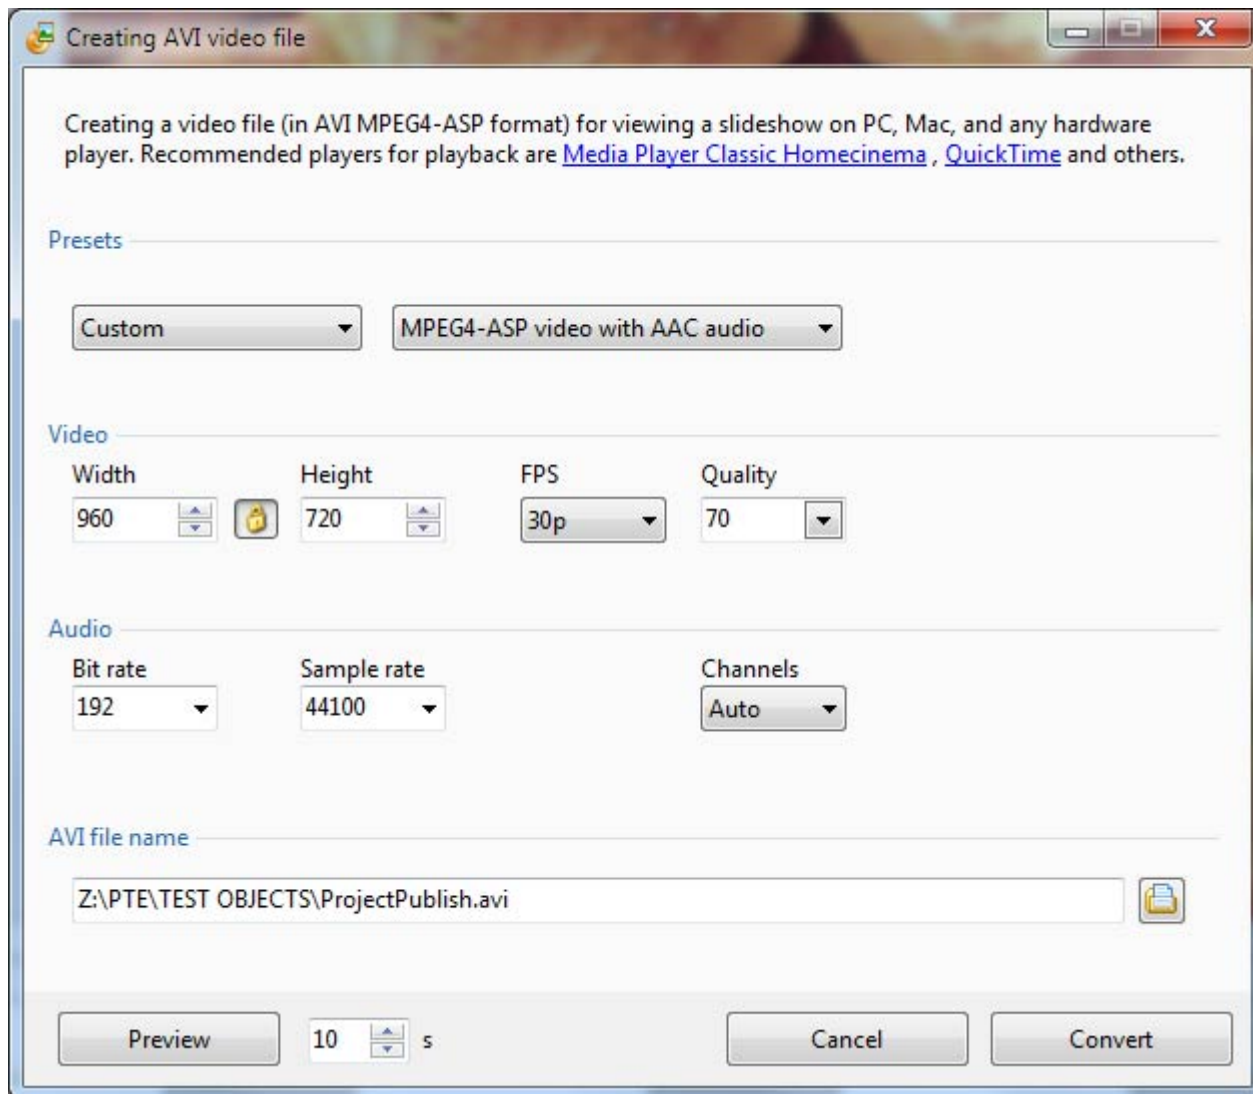 Creating AVI video file
X
Creating a video file (in AVI MPEG4-ASP format) for viewing a slideshow on PC, Mac, and any hardware
player. Recommended players for playback are Media Player Classic Homecinema , QuickTime and others.
Presets
Custom MPEG4-ASP video with AAC audio
Video
Width Height FPS Quality
960 720 30p 70
Audio
Bit rate Sample rate Channels
192 44100 Auto
AVI file name
Z:\PTE\TEST OBJECTS\ProjectPublish.avi
Preview 10 s Cancel Convert